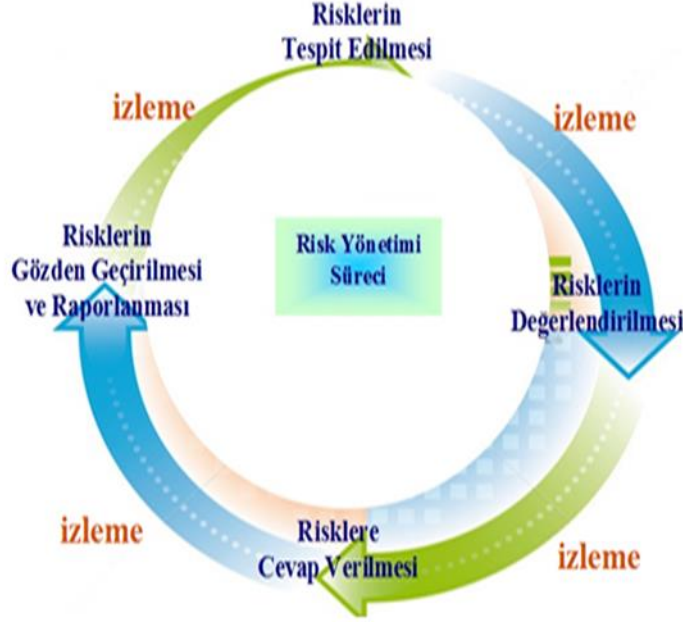 Risklerin
Tespit Edilmesi
izleme
izleme
Risklerin
Gözden Geçirilmesi
ve Raporlanması
Risk Yönetimi
Süreci
Risklerin
Değerlendirilmesi
izleme
Risklere
Cevap Verilmesi
izleme